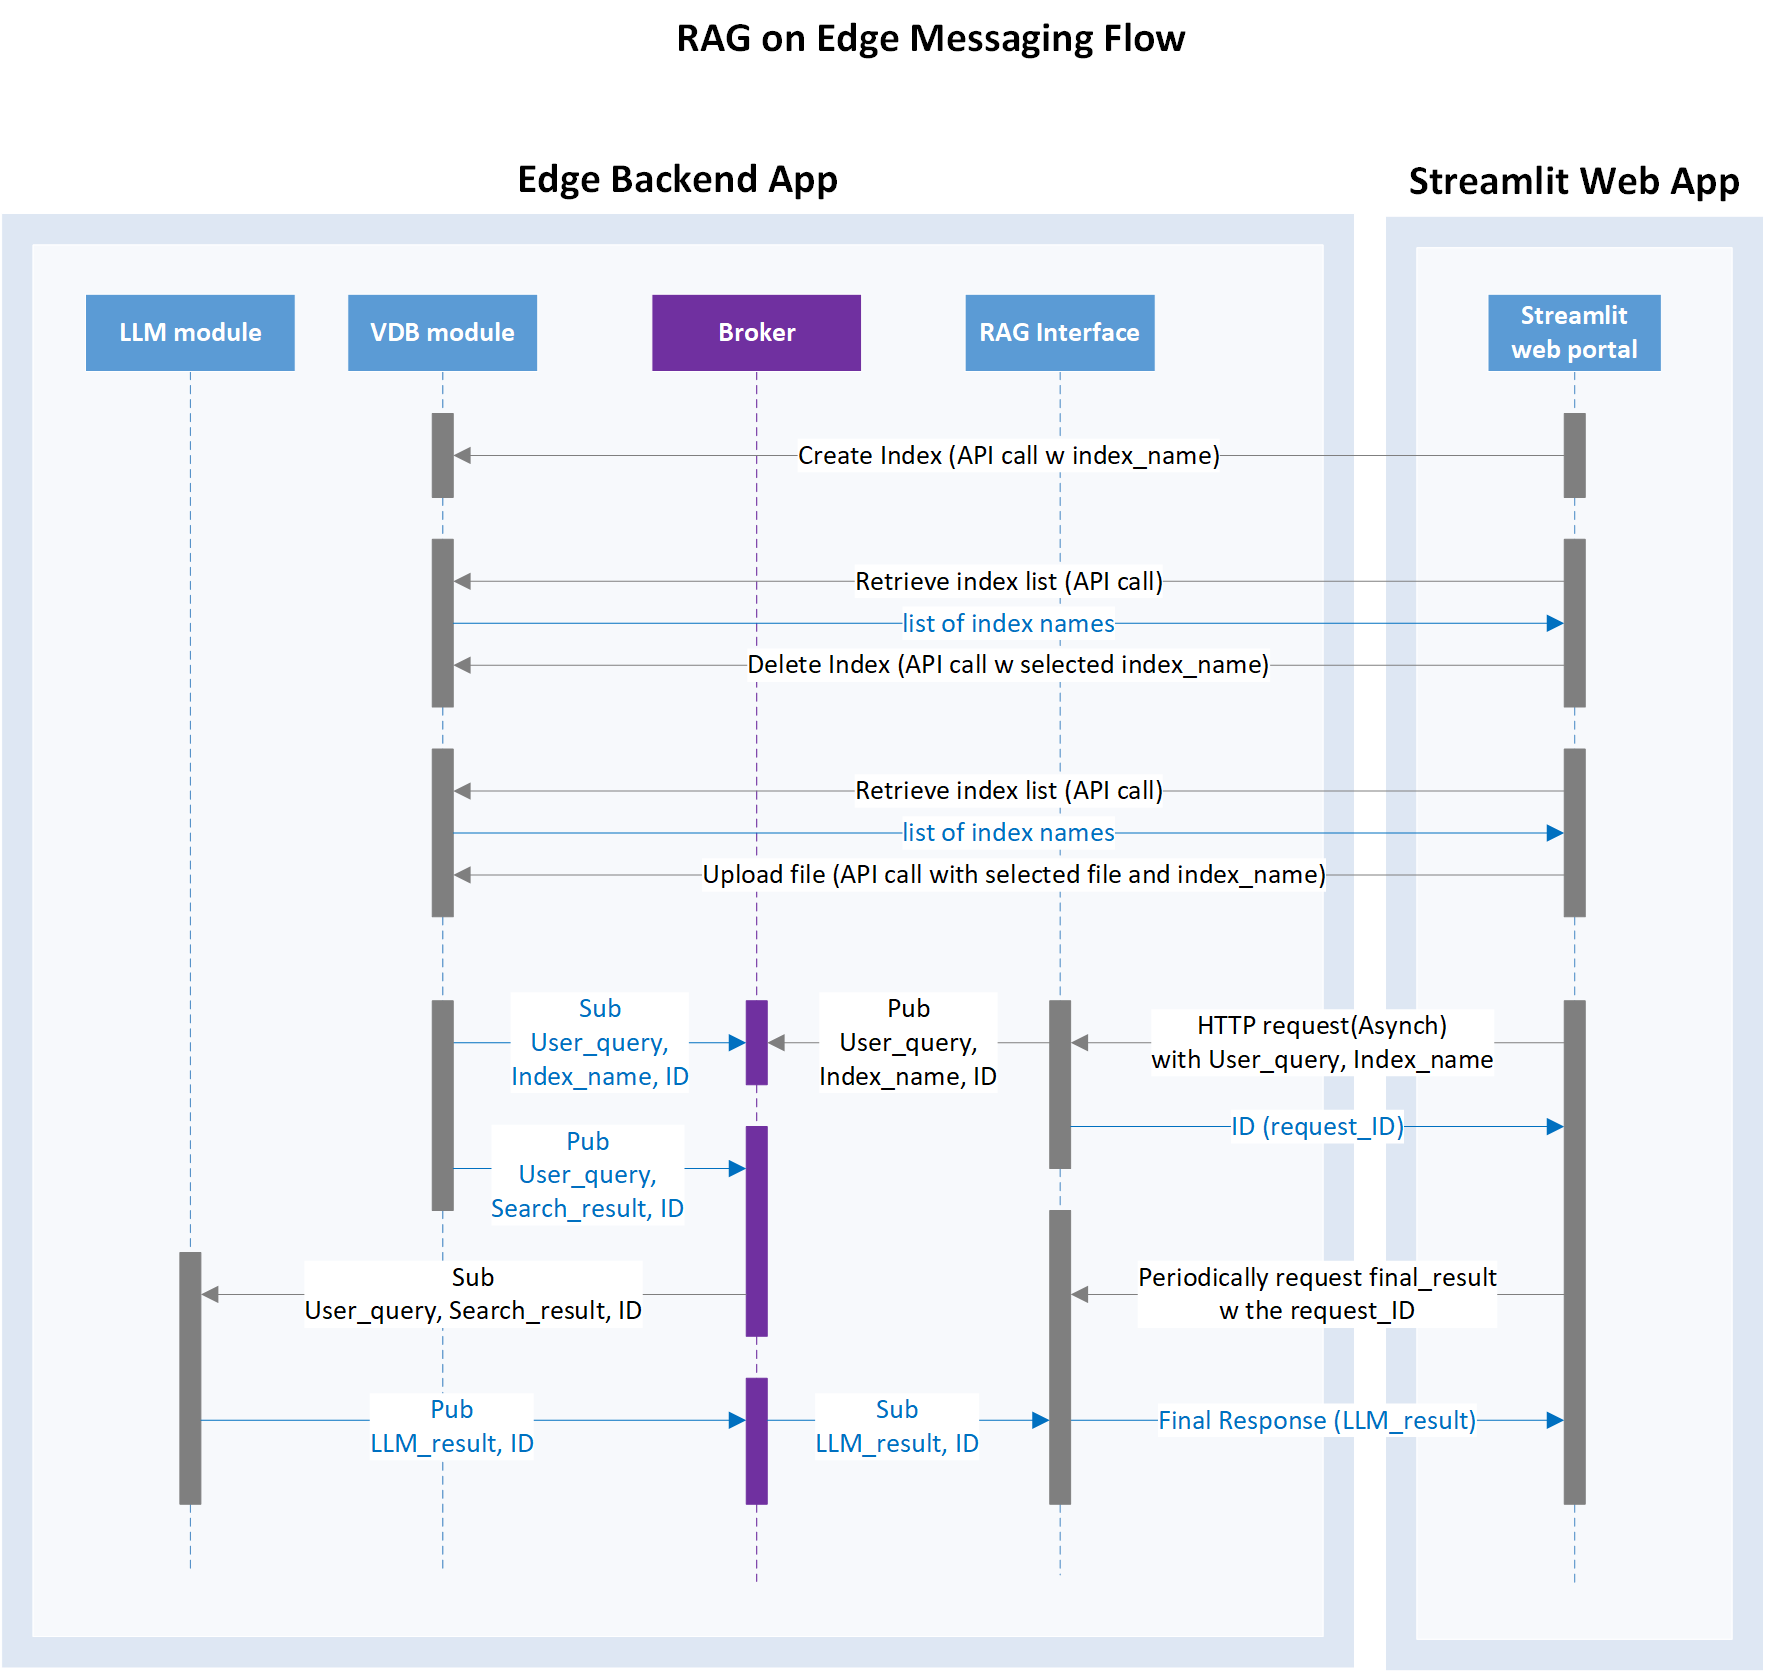 RAG on Edge Messaging Flow
Edge Backend App
Streamlit Web App
LLM module
VDB module
Broker
RAG Interface
Streamlit
web portal
Create Index (API call w index_name)
Retrieve index list (API call)
list of index names
Delete Index (API call w selected index_name)
Retrieve index list (API call)
list of index names
Upload file (API call with selected file and index_name)
Sub
User_query,
Index_name, ID
Pub
User_query,
Index_name, ID
HTTP request(Asynch)
with User_query, Index_name
ID (request_ID)
Pub
User_query,
Search_result, ID
Sub
User_query, Search_result, ID
Periodically request final_result
w the request_ID
Pub
LLM_result, ID
Sub
LLM_result, ID
Final Response (LLM_result)